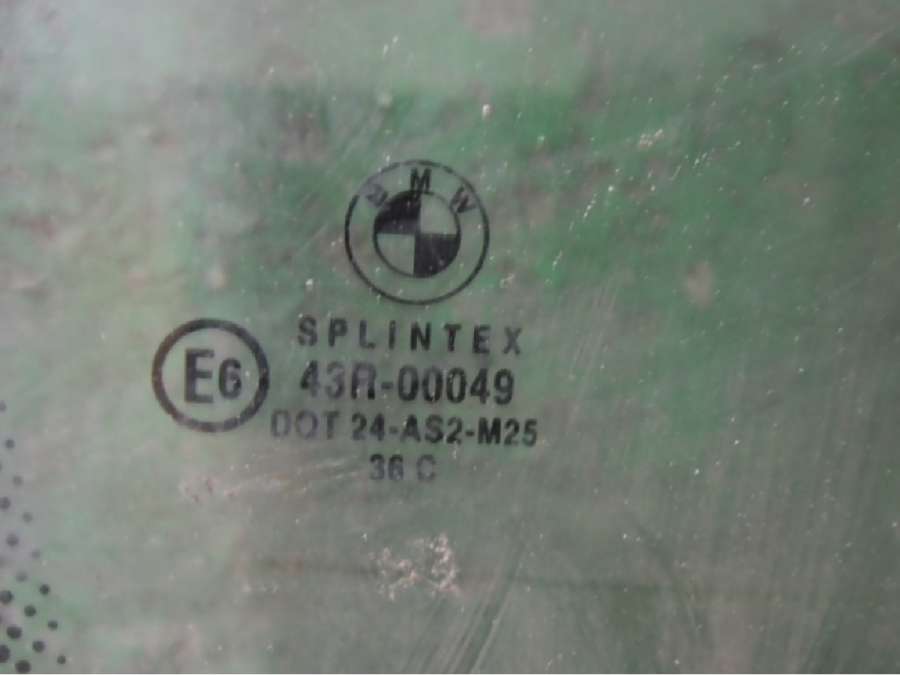 BMW
SPLINTEX
E6 43R-00049
DOT 24-AS2-M25
36 C